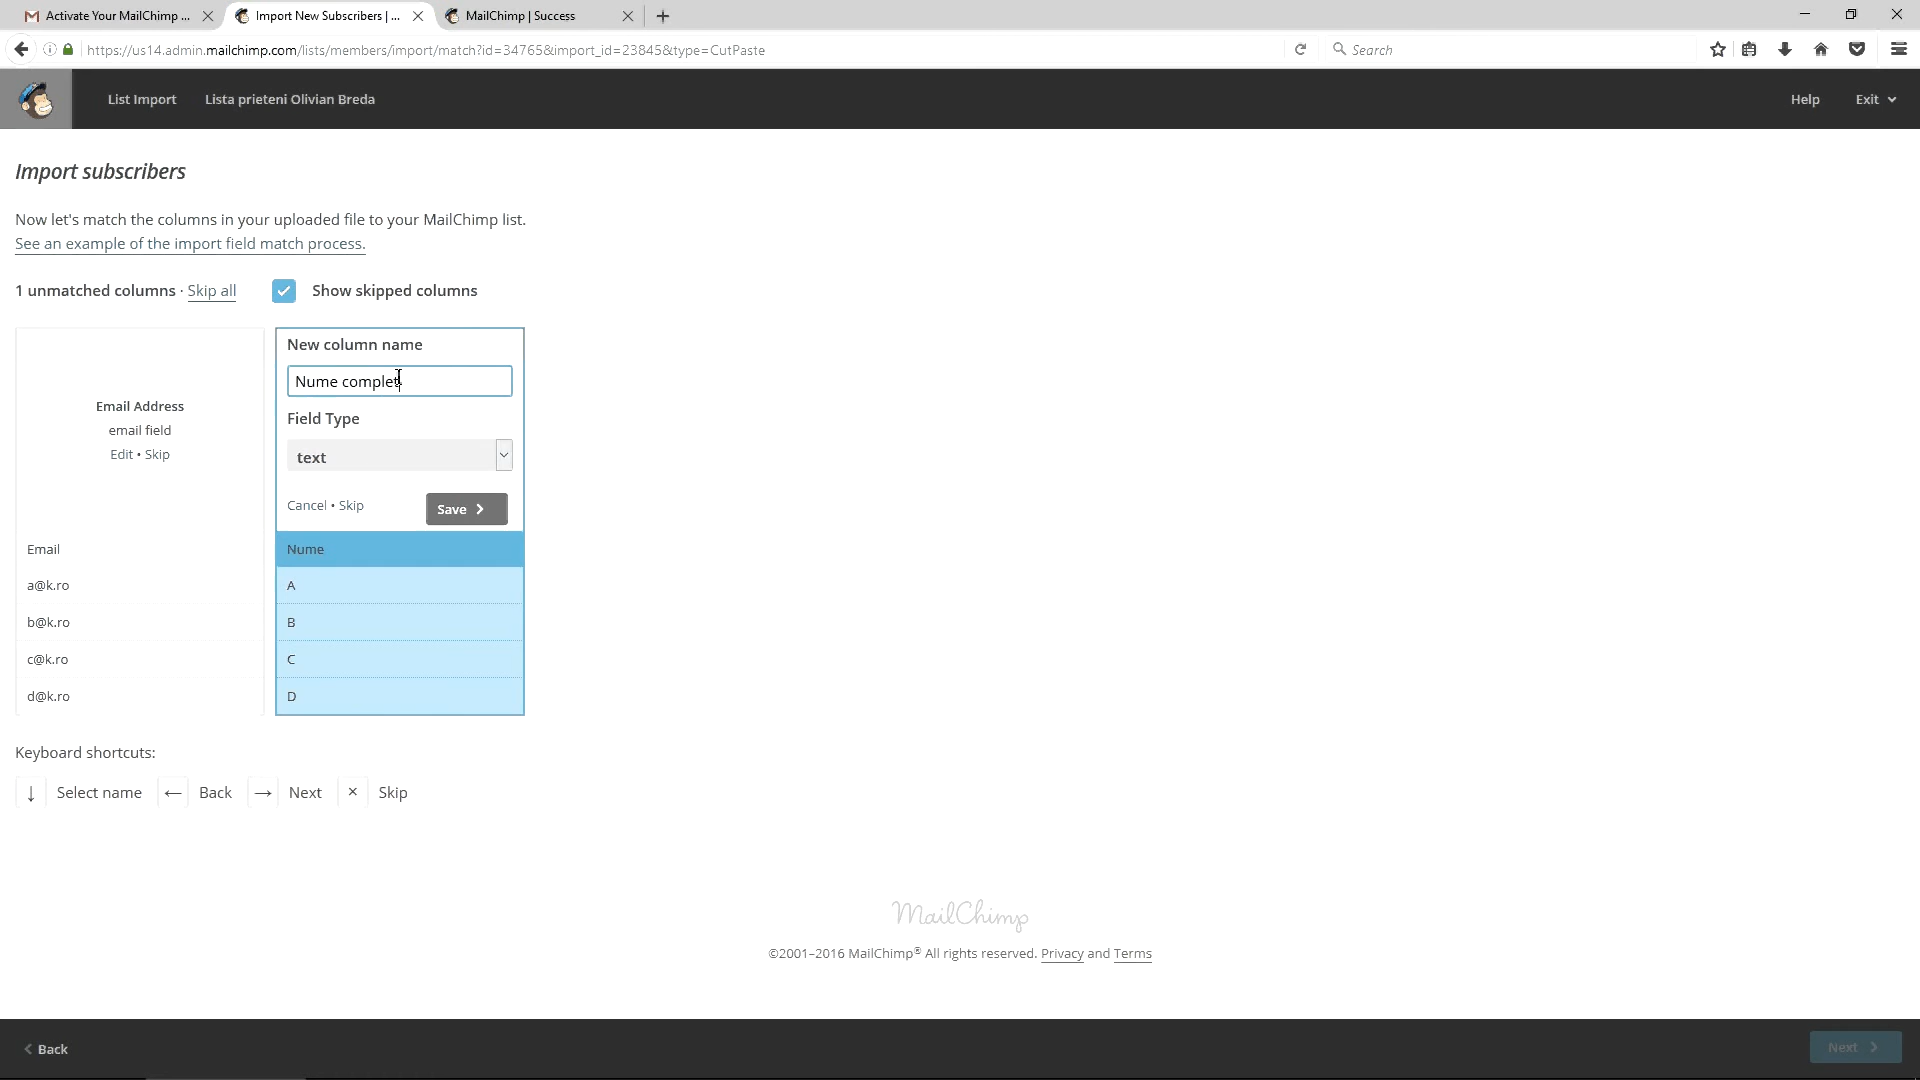 Activate Your MailChimp ...
Import New Subscribers | ...
MailChimp | Success
https://us14.admin.mailchimp.com/lists/members/import/match?id=34765&import_id=23845&type=CutPaste
Search
List Import
Lista prieteni Olivian Breda
Help
Exit
Import subscribers
Now let's match the columns in your uploaded file to your MailChimp list.
See an example of the import field match process.
1 unmatched columns · Skip all
Show skipped columns
Email Address
email field
Edit • Skip
Email
a@k.ro
b@k.ro
c@k.ro
d@k.ro
New column name
Nume complet
Field Type
text
Cancel • Skip
Save
Nume
A
B
C
D
Keyboard shortcuts:
↓ Select name ← Back → Next × Skip
MailChimp
©2001–2016 MailChimp® All rights reserved. Privacy and Terms
Back
Next